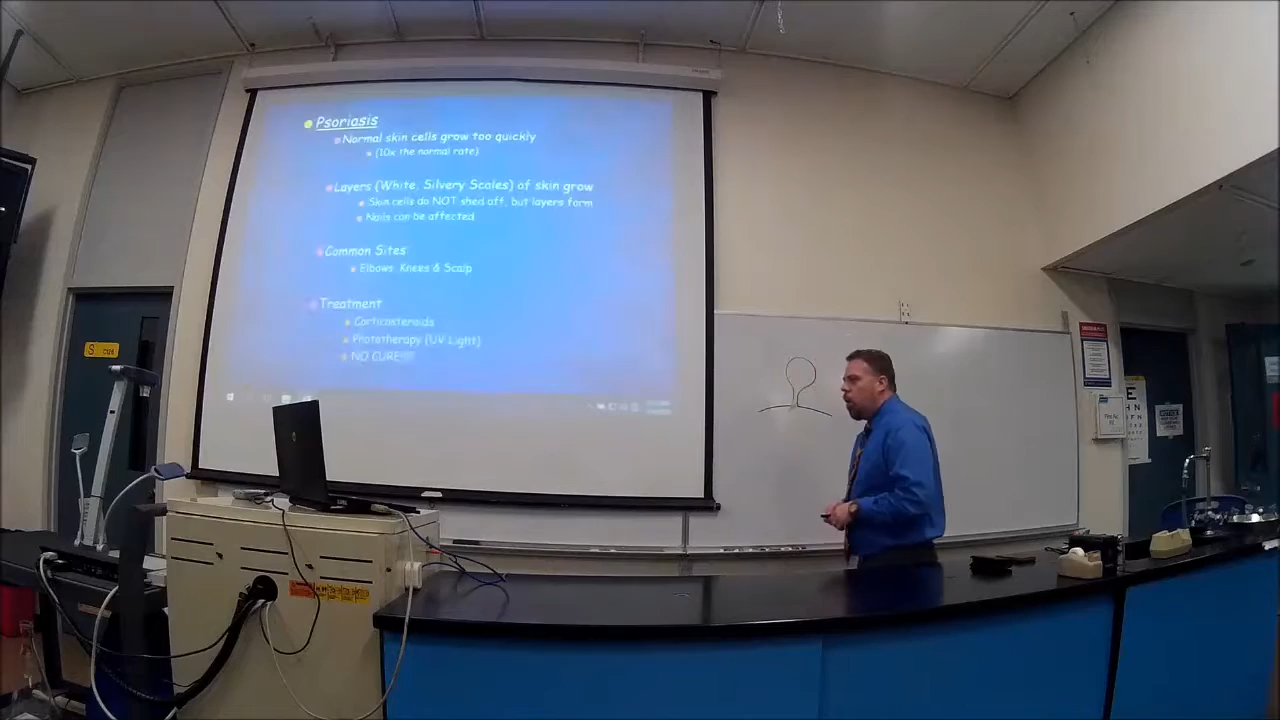 Psoriasis
Normal skin cells grow too quickly
(10x the normal rate)
Layers (White, Silvery Scales) of skin grow
Skin cells do NOT shed off, but layers form
Nails can be affected
Common Sites
Elbows, Knees & Scalp
Treatment
Corticosteroids
Phototherapy (UV Light)
NO CURE!!!!
E